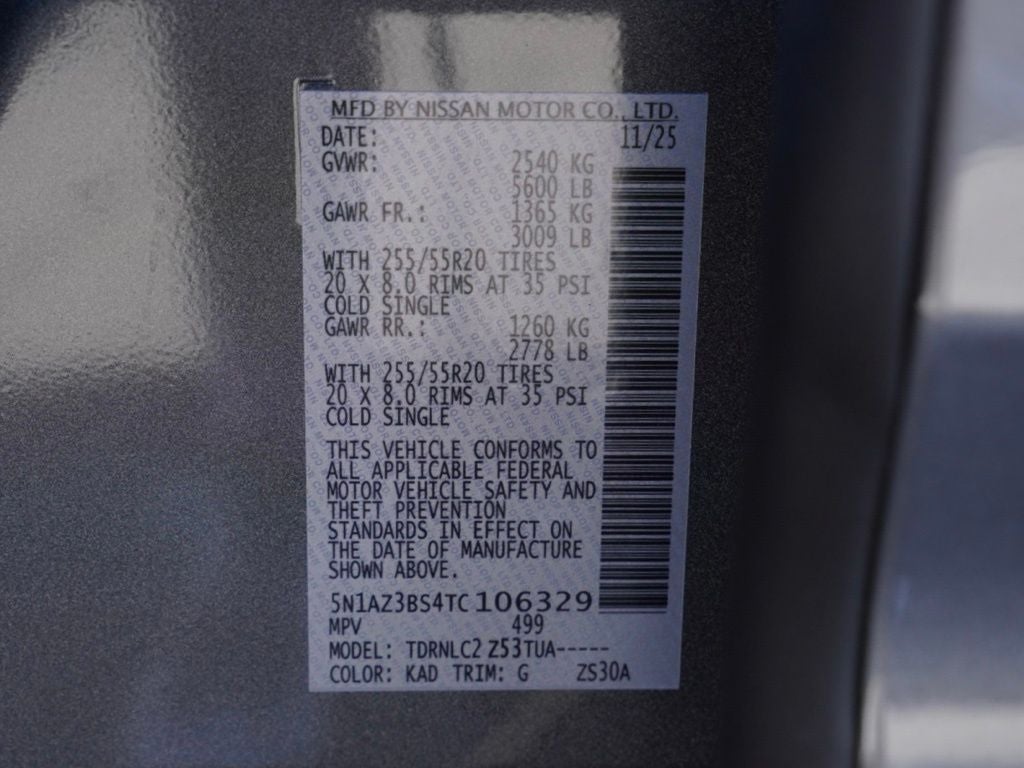 MFD BY NISSAN MOTOR CO., LTD.
DATE: 11/25
GVWR: 2540 KG
5600 LB
GAWR FR.: 1365 KG
3009 LB
WITH 255/55R20 TIRES
20 X 8.0 RIMS AT 35 PSI
COLD SINGLE
GAWR RR.: 1260 KG
2778 LB
WITH 255/55R20 TIRES
20 X 8.0 RIMS AT 35 PSI
COLD SINGLE
THIS VEHICLE CONFORMS TO
ALL APPLICABLE FEDERAL
MOTOR VEHICLE SAFETY AND
THEFT PREVENTION
STANDARDS IN EFFECT ON
THE DATE OF MANUFACTURE
SHOWN ABOVE.
5N1AZ3BS4TC106329
MPV 499
MODEL: TDRNLC2 Z53TUA-----
COLOR: KAD TRIM: G ZS30A